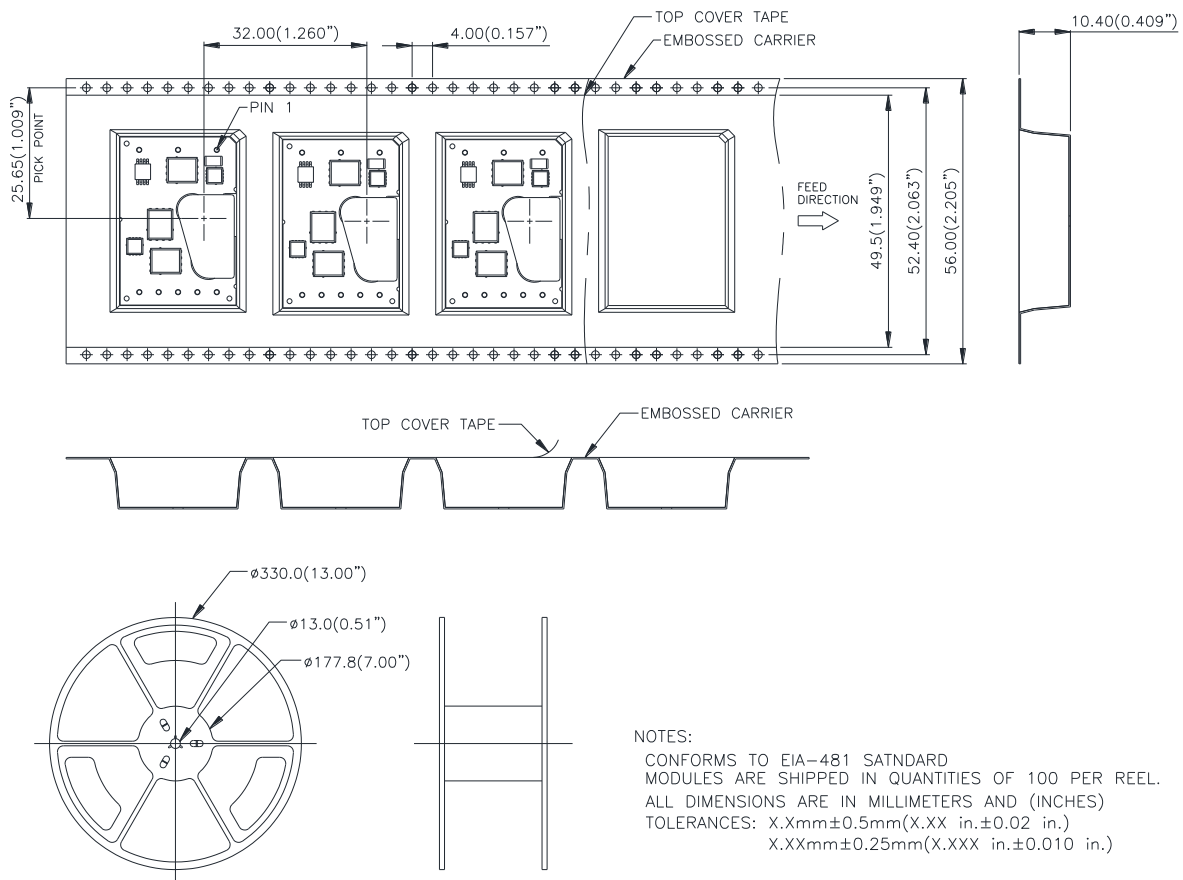 TOP COVER TAPE
10.40(0.409”)
32.00(1.260”)
4.00(0.157”)
EMBOSSED CARRIER
PIN 1
25.65(1.009”)
PICK POINT
FEED
DIRECTION
49.5(1.949”)
52.40(2.063”)
56.00(2.205”)
TOP COVER TAPE
EMBOSSED CARRIER
ø330.0(13.00”)
ø13.0(0.51”)
ø177.8(7.00”)
NOTES:
CONFORMS TO EIA-481 SATNDARD
MODULES ARE SHIPPED IN QUANTITIES OF 100 PER REEL.
ALL DIMENSIONS ARE IN MILLIMETERS AND (INCHES)
TOLERANCES: X.Xmm±0.5mm(X.XX in.±0.02 in.)
X.XXmm±0.25mm(X.XXX in.±0.010 in.)